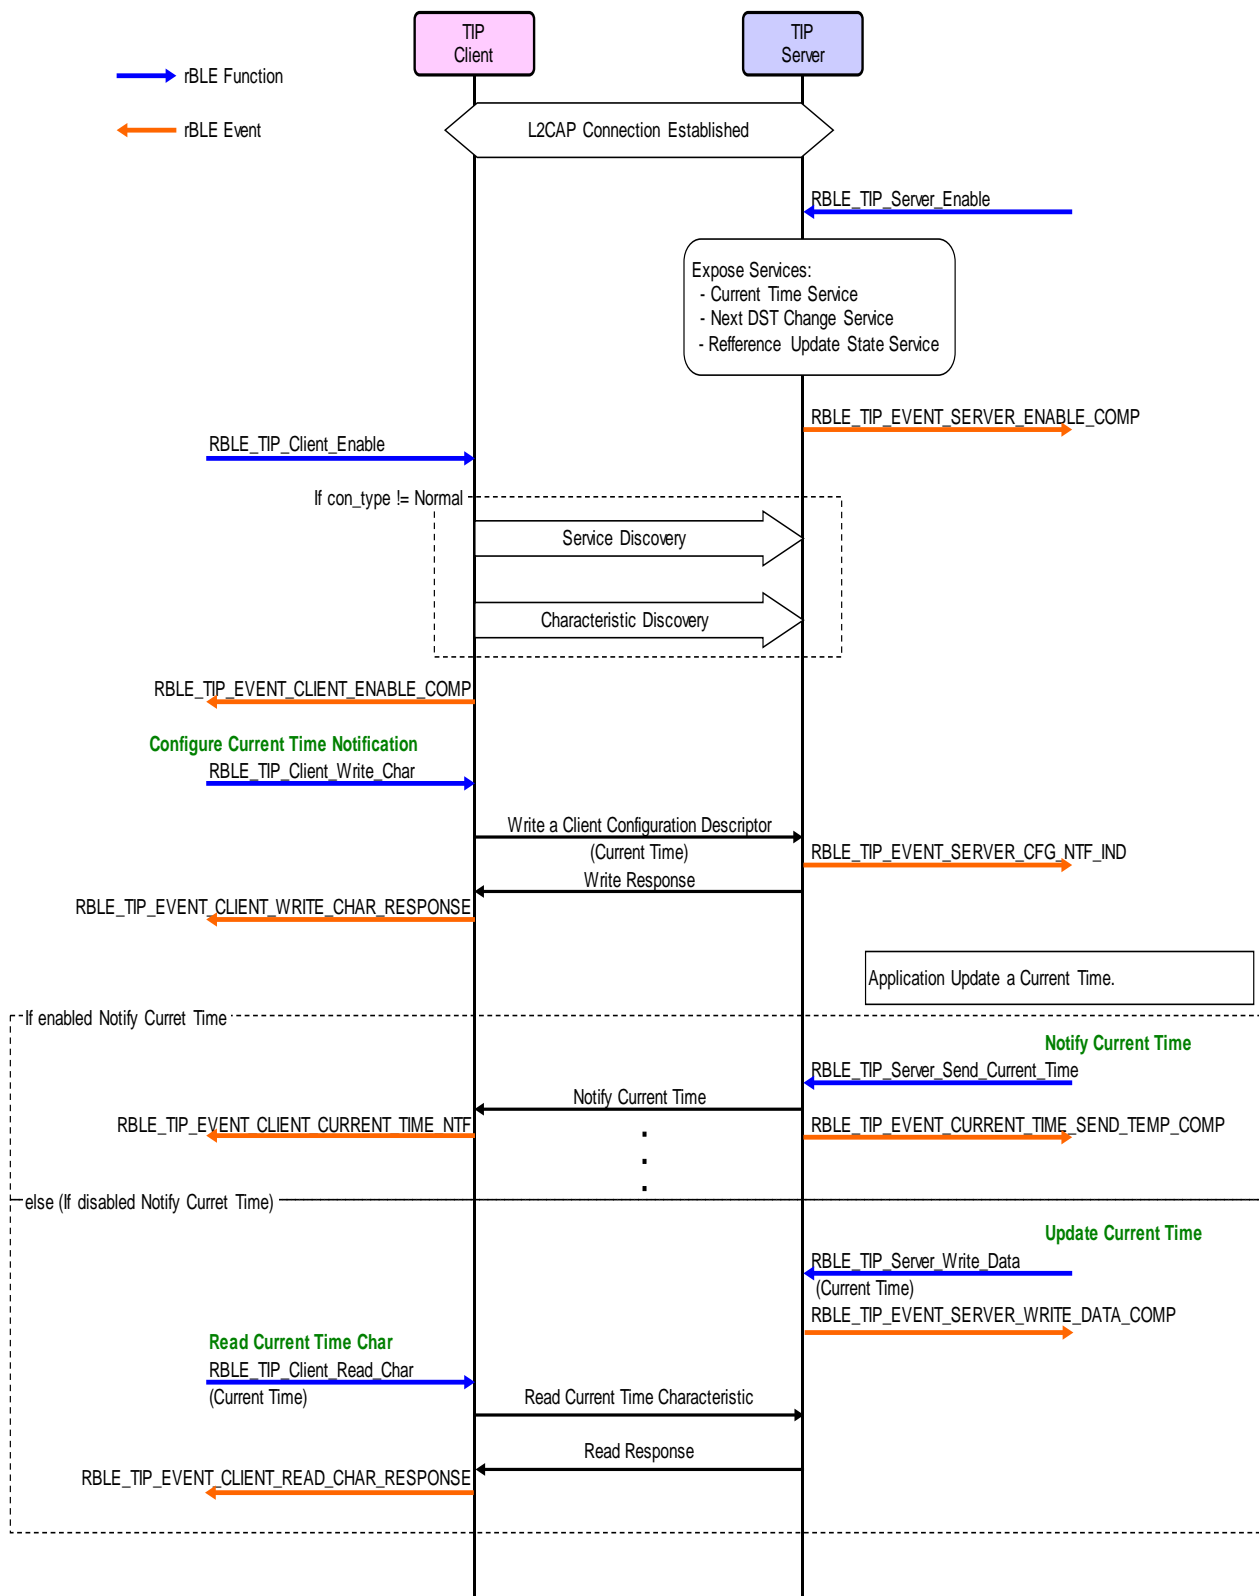 TIP
Client
TIP
Server
rBLE Function
rBLE Event
L2CAP Connection Established
RBLE_TIP_Server_Enable
Expose Services:
- Current Time Service
- Next DST Change Service
- Refference Update State Service
RBLE_TIP_EVENT_SERVER_ENABLE_COMP
RBLE_TIP_Client_Enable
If con_type != Normal
Service Discovery
Characteristic Discovery
RBLE_TIP_EVENT_CLIENT_ENABLE_COMP
Configure Current Time Notification
RBLE_TIP_Client_Write_Char
Write a Client Configuration Descriptor
(Current Time)
RBLE_TIP_EVENT_SERVER_CFG_NTF_IND
Write Response
RBLE_TIP_EVENT_CLIENT_WRITE_CHAR_RESPONSE
Application Update a Current Time.
If enabled Notify Curret Time
Notify Current Time
RBLE_TIP_Server_Send_Current_Time
Notify Current Time
RBLE_TIP_EVENT_CLIENT_CURRENT_TIME_NTF
RBLE_TIP_EVENT_CURRENT_TIME_SEND_TEMP_COMP
.
.
.
else (If disabled Notify Curret Time)
Update Current Time
RBLE_TIP_Server_Write_Data
(Current Time)
RBLE_TIP_EVENT_SERVER_WRITE_DATA_COMP
Read Current Time Char
RBLE_TIP_Client_Read_Char
(Current Time)
Read Current Time Characteristic
Read Response
RBLE_TIP_EVENT_CLIENT_READ_CHAR_RESPONSE